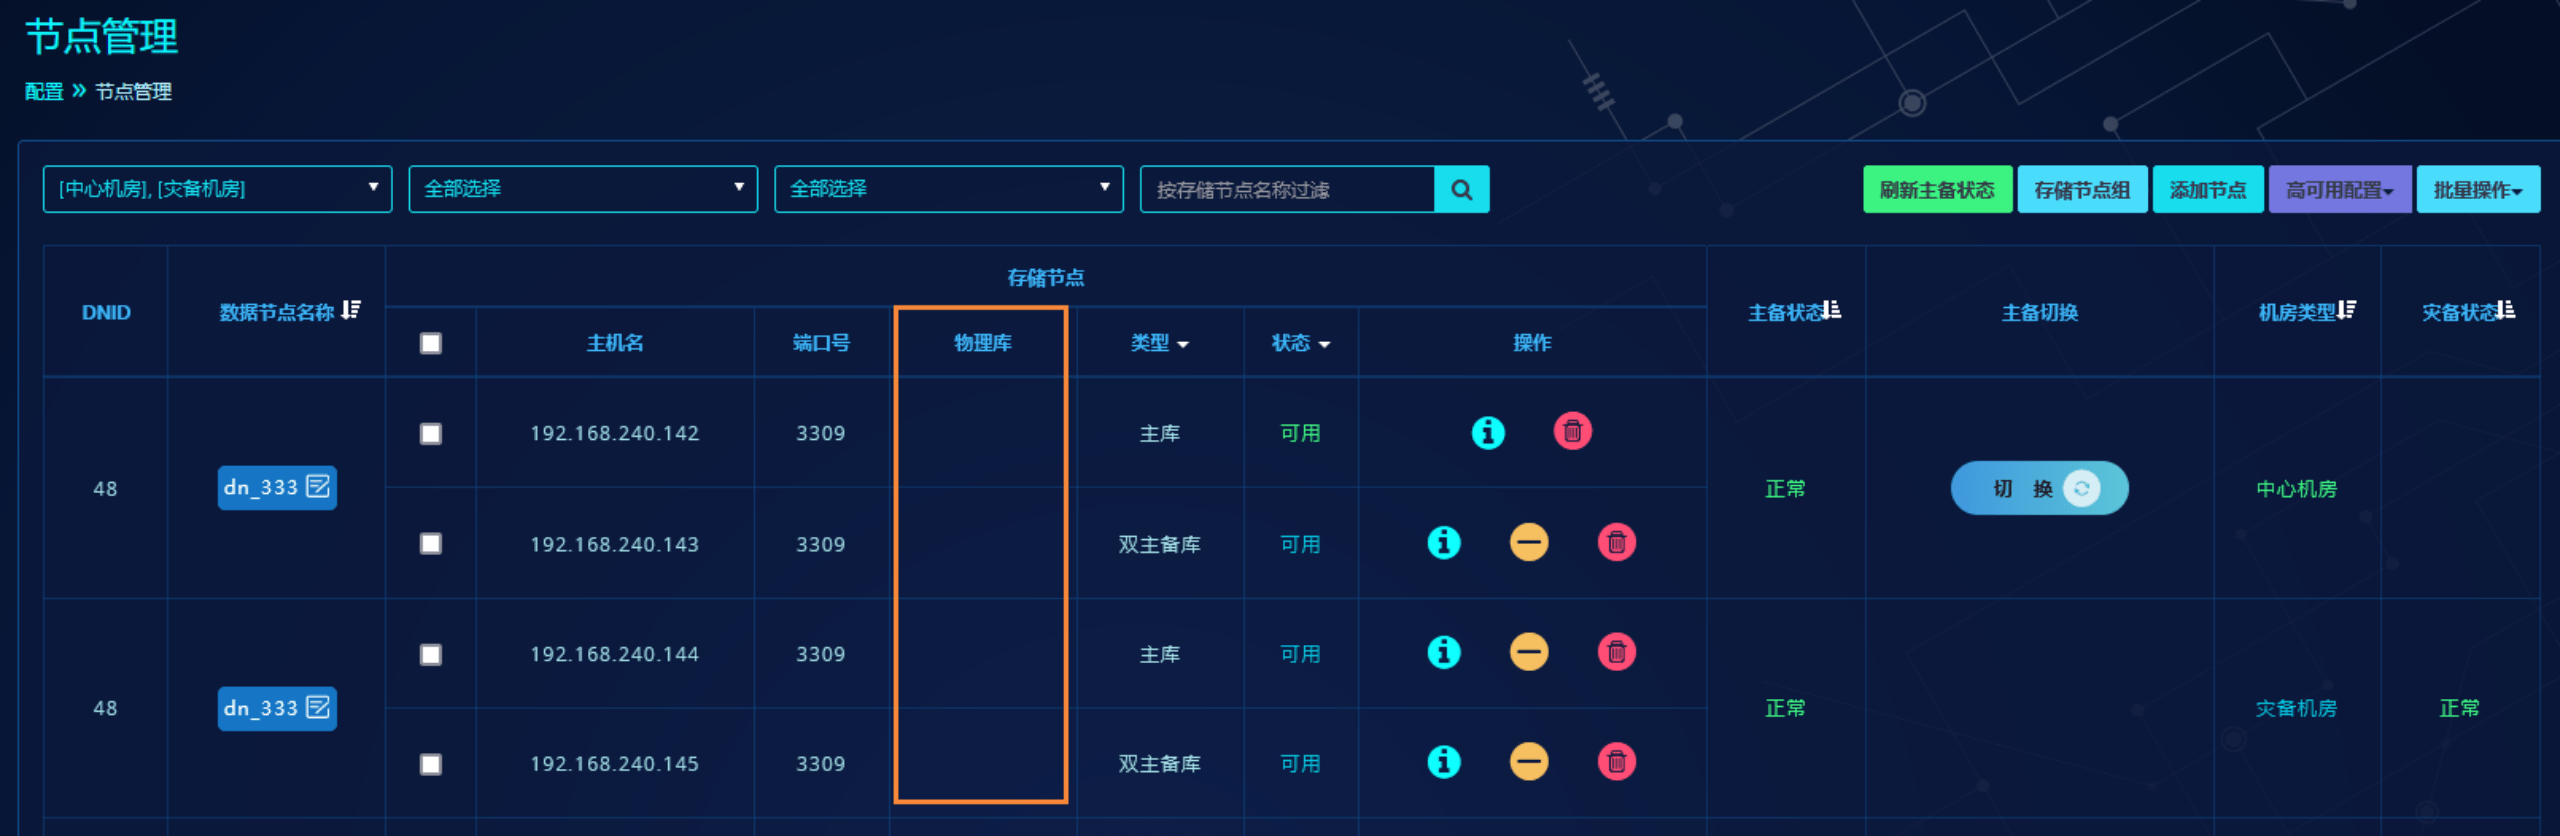 节点管理
配置 » 节点管理
[中心机房], [灾备机房] 全部选择 全部选择 按存储节点名称过滤 刷新主备状态 存储节点组 添加节点 高可用配置 批量操作
存储节点
DNID 数据节点名称 主备状态 主备切换 机房类型 灾备状态
主机名 端口号 物理库 类型 状态 操作
192.168.240.142 3309 主库 可用
48 dn_333 正常 切 换 中心机房
192.168.240.143 3309 双主备库 可用
192.168.240.144 3309 主库 可用
48 dn_333 正常 灾备机房 正常
192.168.240.145 3309 双主备库 可用